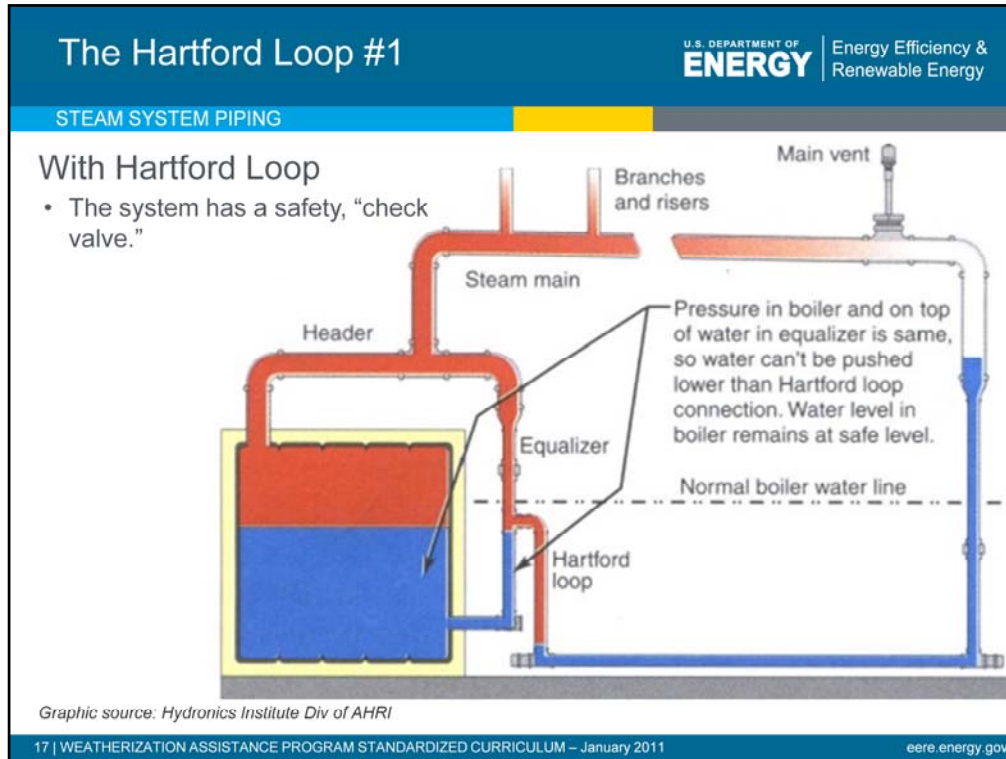 The Hartford Loop #1
U.S. DEPARTMENT OF
ENERGY
Energy Efficiency &
Renewable Energy
STEAM SYSTEM PIPING
With Hartford Loop
• The system has a safety, “check
valve.”
Main vent
Branches
and risers
Steam main
Header
Pressure in boiler and on top
of water in equalizer is same,
so water can't be pushed
lower than Hartford loop
connection. Water level in
boiler remains at safe level.
Equalizer
Normal boiler water line
Hartford
loop
Graphic source: Hydronics Institute Div of AHRI
17 | WEATHERIZATION ASSISTANCE PROGRAM STANDARDIZED CURRICULUM – January 2011
eere.energy.gov